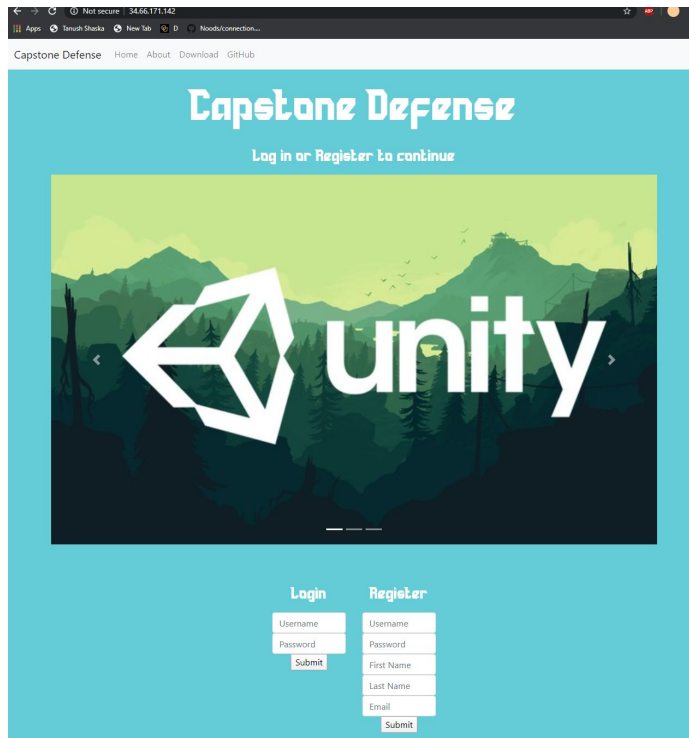 Not secure | 34.66.171.142
Apps Tanush Shaska New Tab D Noods/connection....
Capstone Defense Home About Download GitHub
Capstone Defense
Log in or Register to continue
unity
Login Register
Username Username
Password Password
Submit First Name
Last Name
Email
Submit